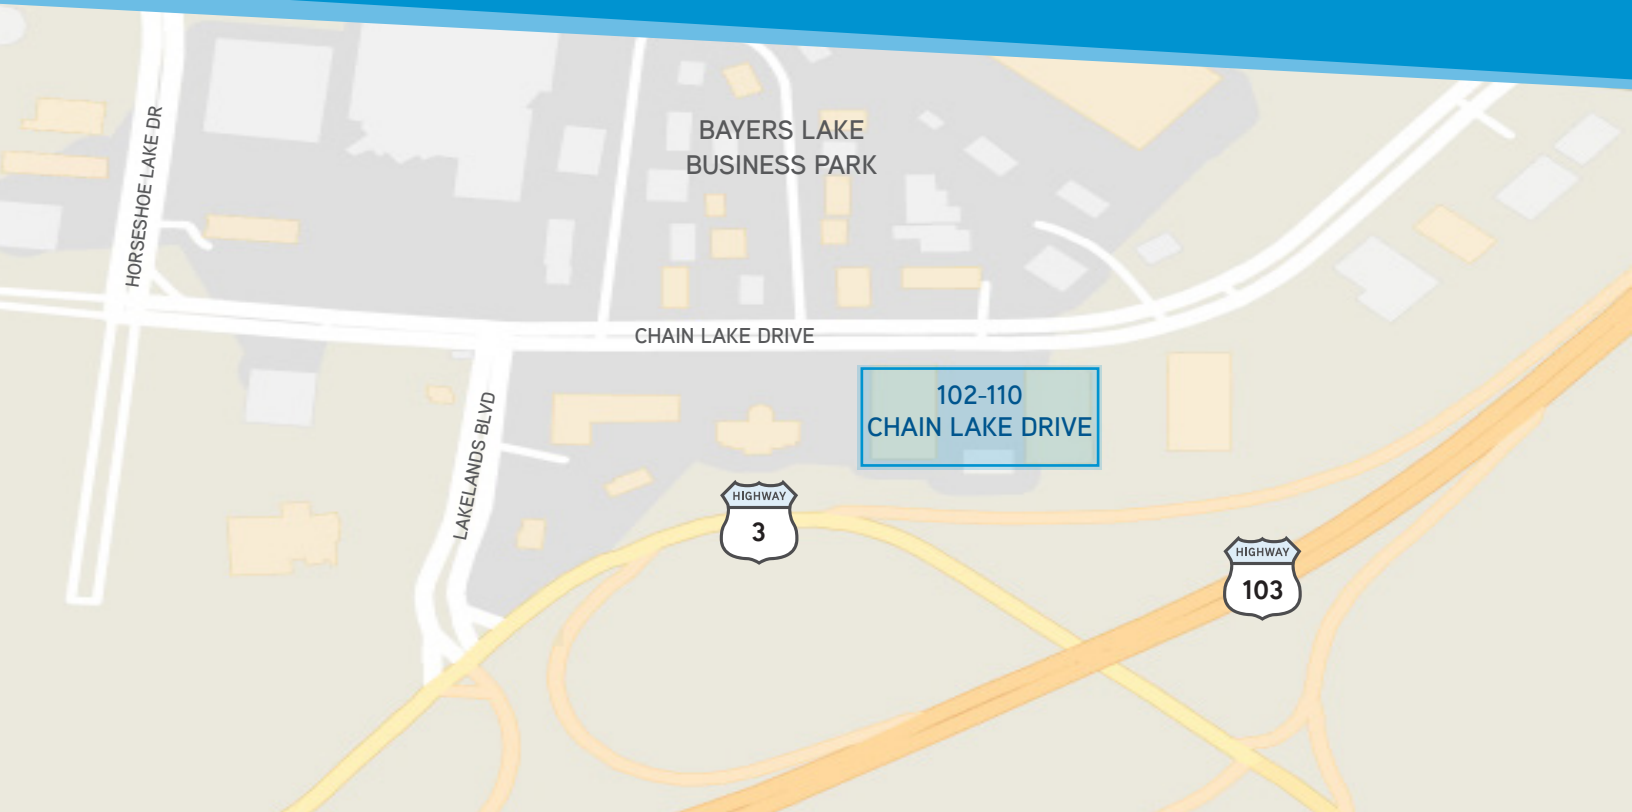 BAYERS LAKE
BUSINESS PARK
HORSESHOE LAKE DR
CHAIN LAKE DRIVE
102-110
CHAIN LAKE DRIVE
LAKELANDS BLVD
HIGHWAY
3
HIGHWAY
103